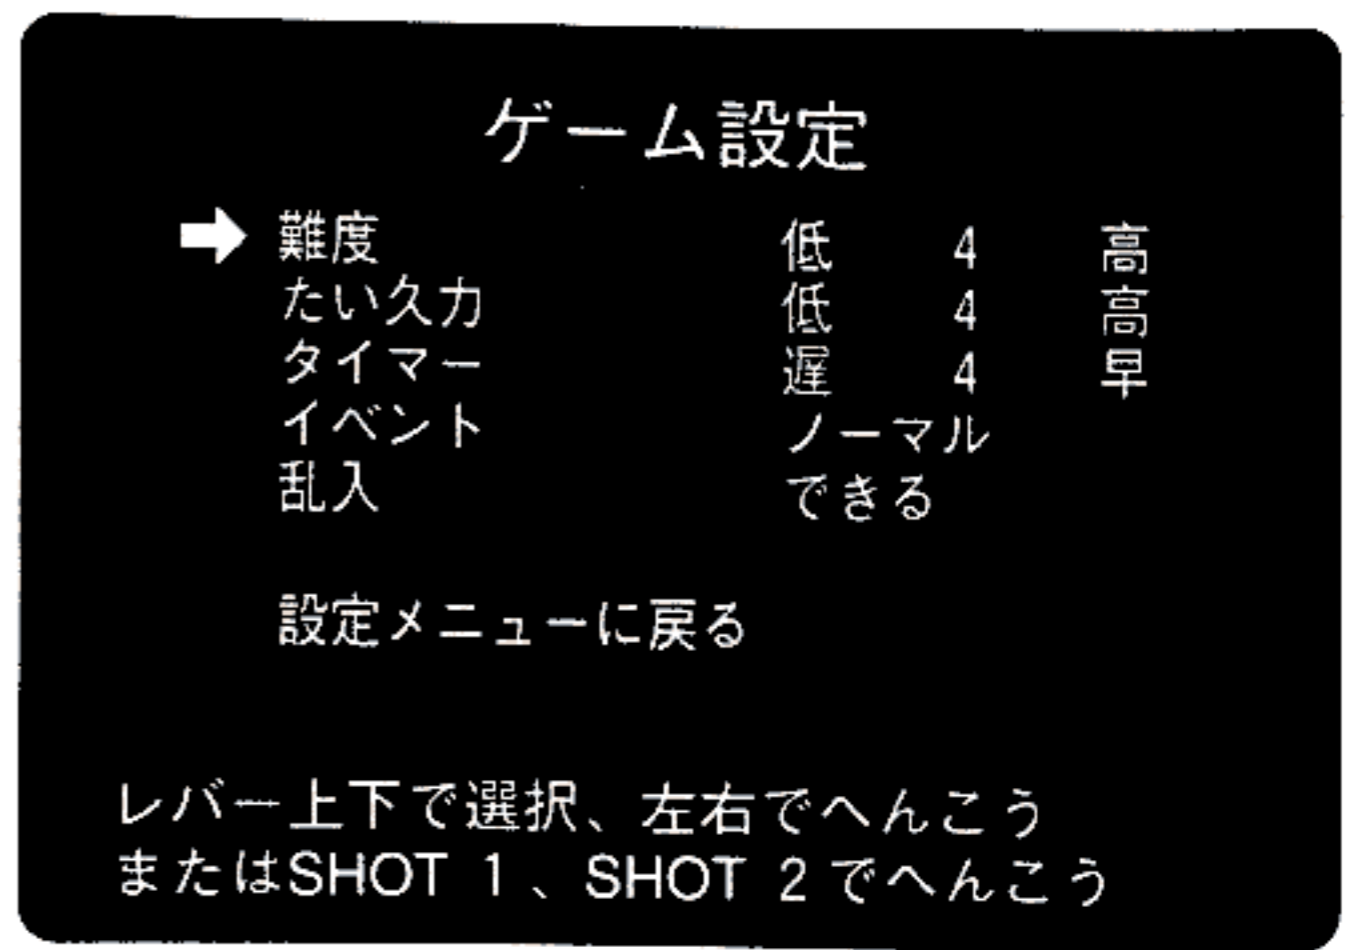 ゲーム設定
➡ 難度 低 4 高
たい久力 低 4 高
タイマー 遅 4 早
イベント ノーマル
乱入 できる
設定メニューに戻る
レバー上下で選択、左右でへんこう
またはSHOT 1、SHOT 2でへんこう